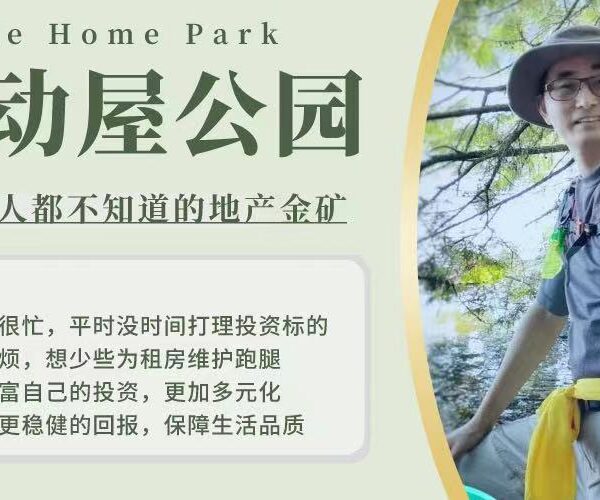 e Home Park
动屋公园
人都不知道的地产金矿
很忙，平时没时间打理投资标的
烦，想少些为租房维护跑腿
富自己的投资，更加多元化
更稳健的回报，保障生活品质